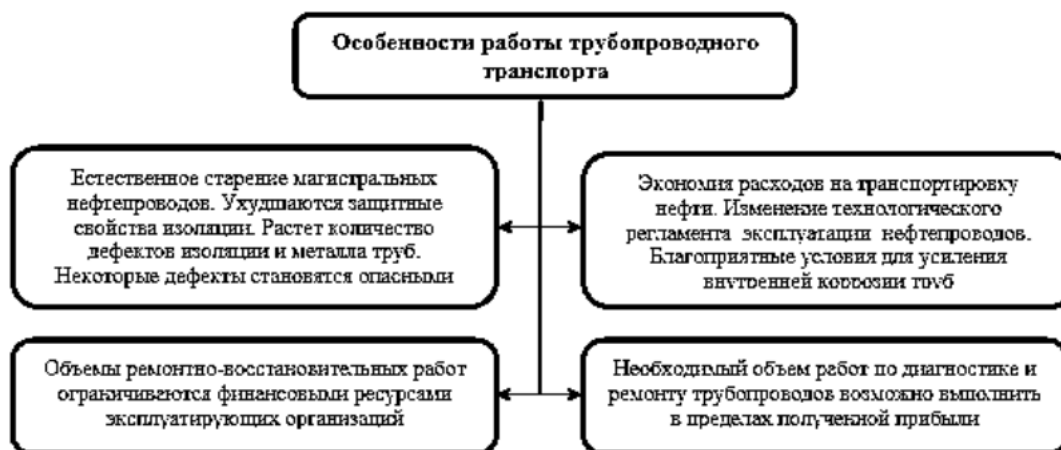 Особенности работы трубопроводного
транспорта
Естественное старение магистральных
нефтепроводов. Ухудшаются защитные
свойства изоляции. Растет количество
дефектов изоляции и металла труб.
Некоторые дефекты становятся опасными
Экономия расходов на транспортировку
нефти. Изменение технологического
регламента эксплуатации нефтепроводов.
Благоприятные условия для усиления
внутренней коррозии труб
Объемы ремонтно-восстановительных работ
ограничиваются финансовыми ресурсами
эксплуатирующих организаций
Необходимый объем работ по диагностике и
ремонту трубопроводов возможно выполнить
в пределах полученной прибыли